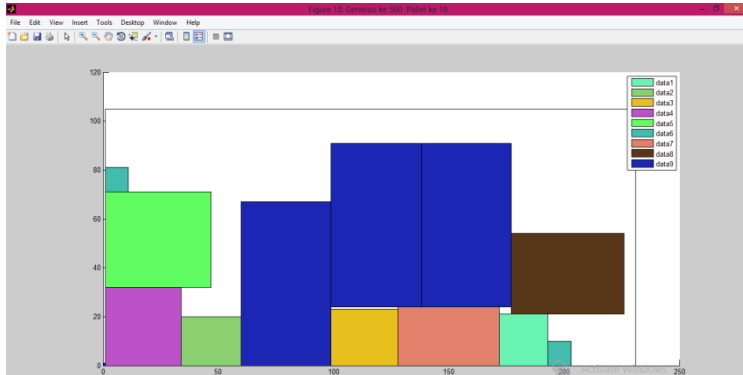 Figure 18: Generasi ke 500 Pallet ke 18
File Edit View Insert Tools Desktop Window Help
120
100
80
60
40
20
0
0 50 100 150 200 250
data1
data2
data3
data4
data5
data6
data7
data8
data9
Activate Windows